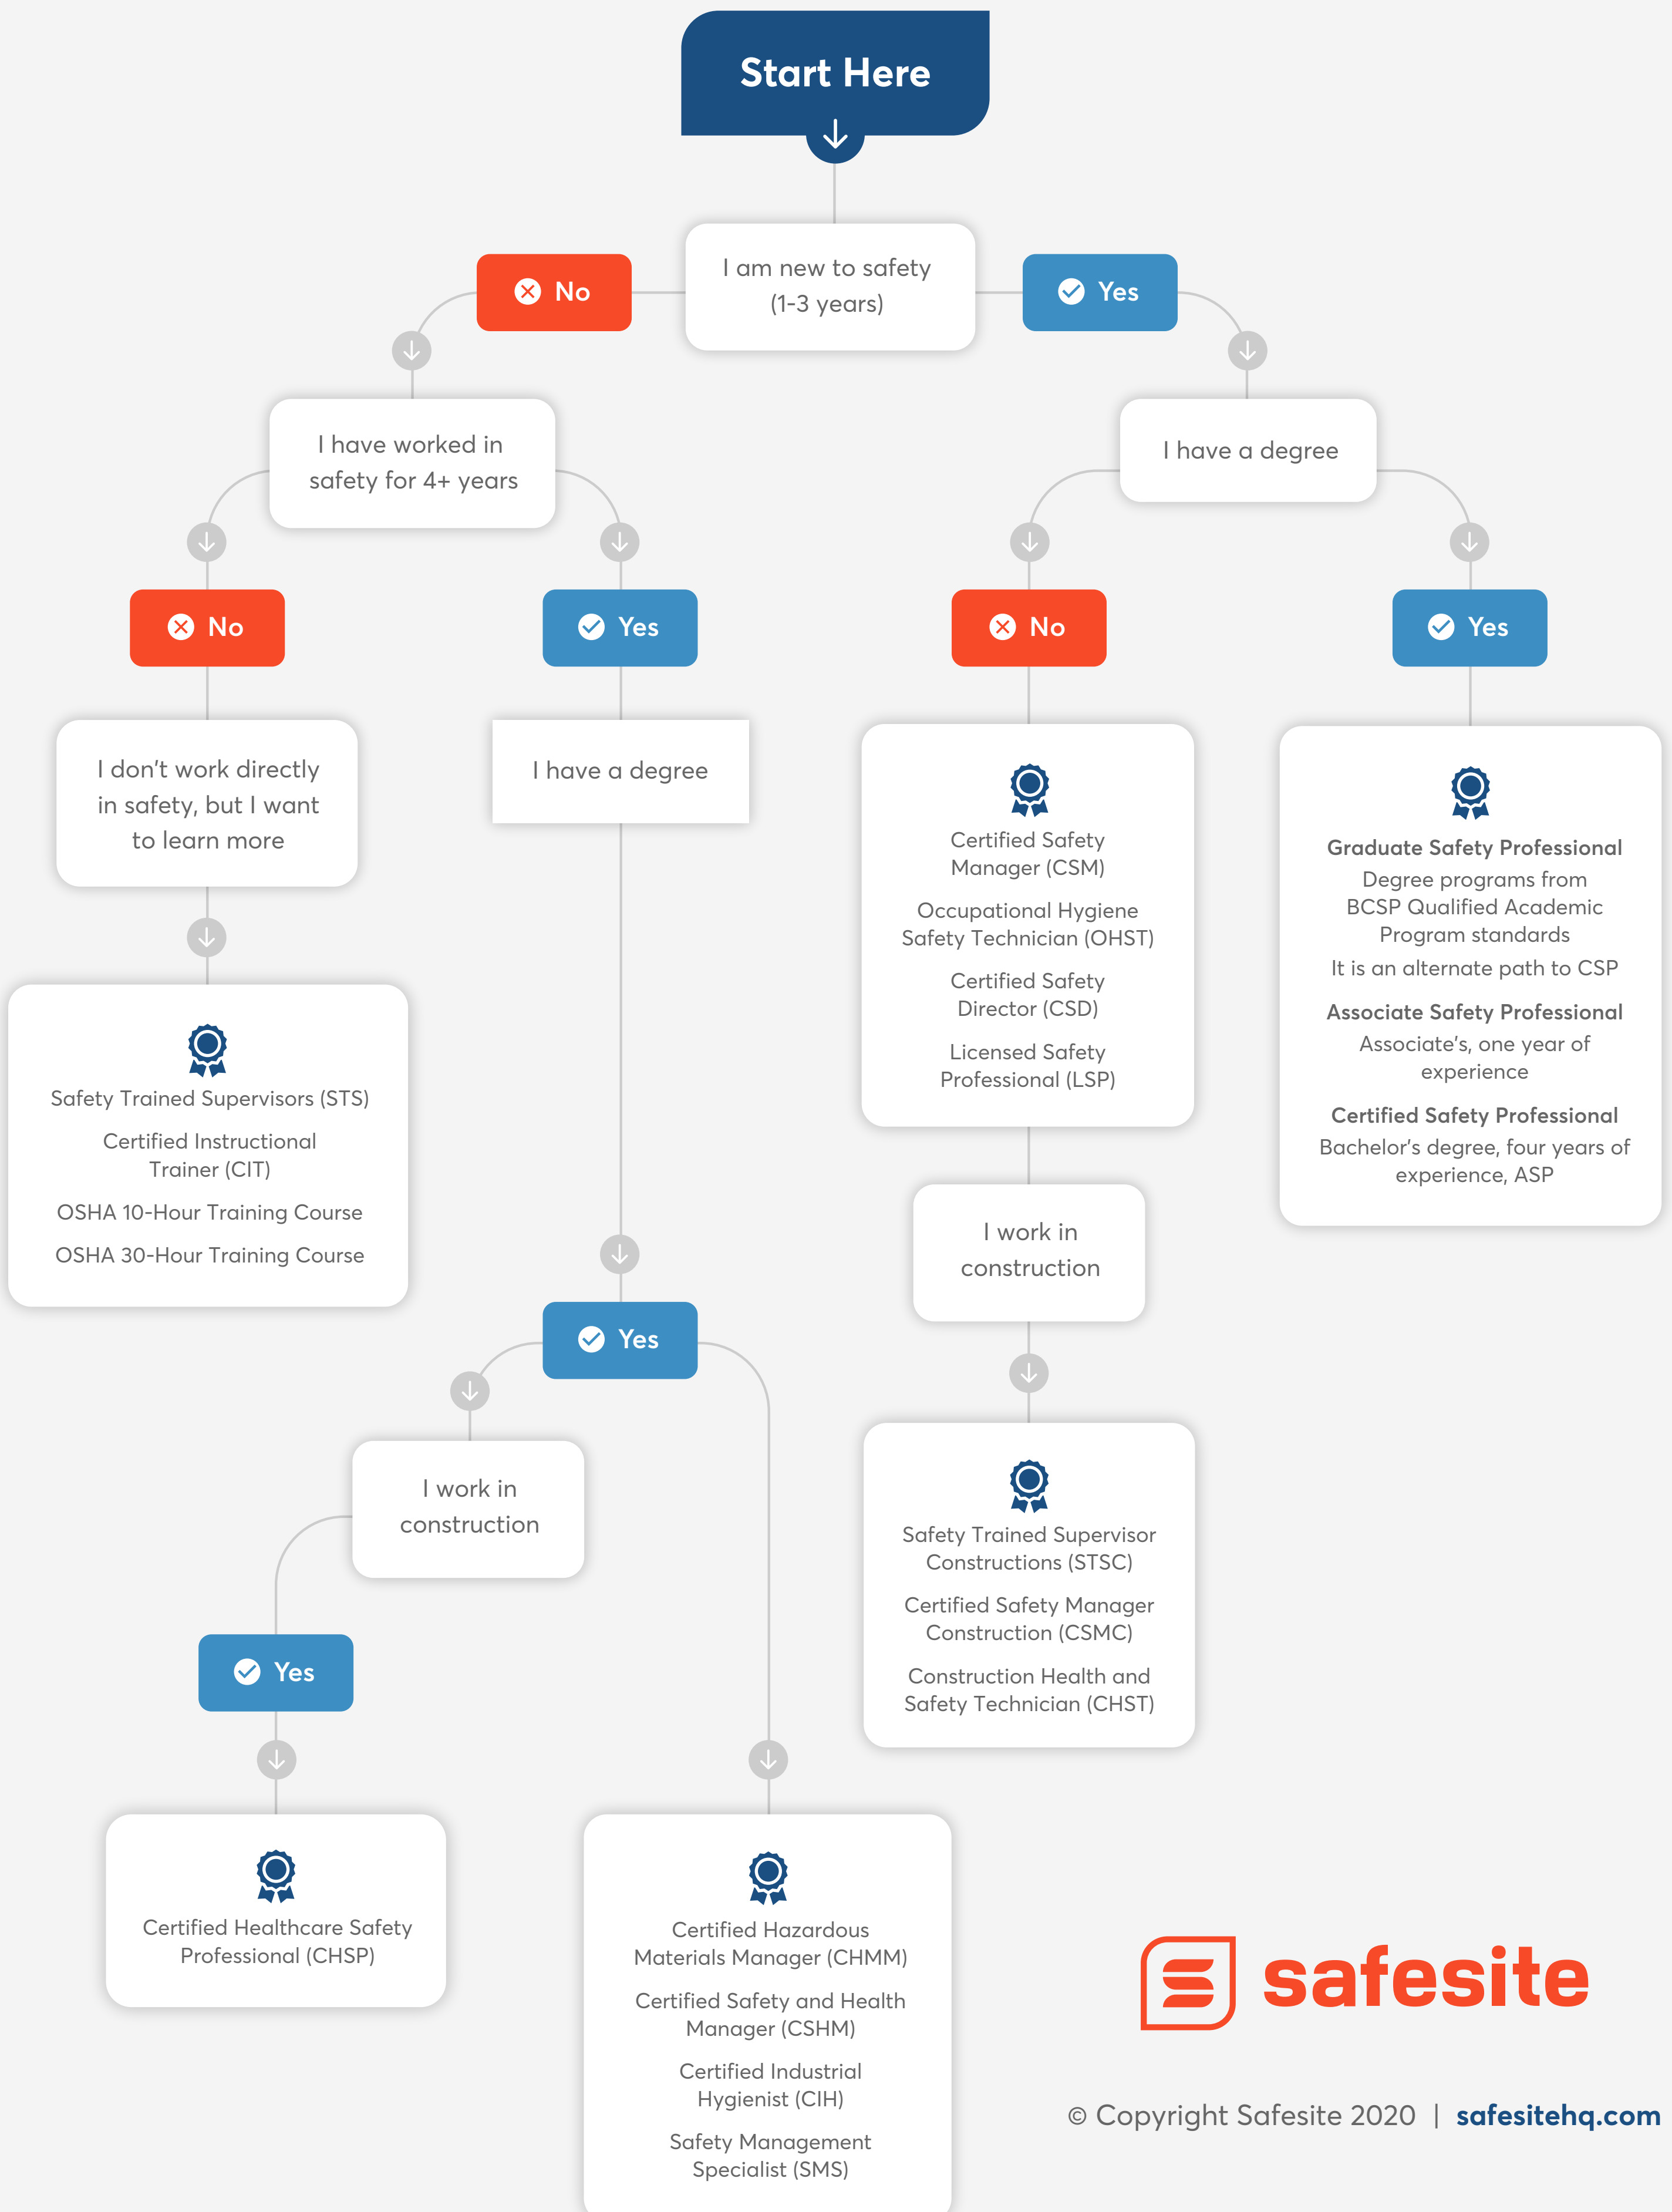 Start Here
I am new to safety
(1-3 years)
No
Yes
I have worked in
safety for 4+ years
I have a degree
No
Yes
No
Yes
I don't work directly
in safety, but I want
to learn more
I have a degree
Certified Safety
Manager (CSM)
Occupational Hygiene
Safety Technician (OHST)
Certified Safety
Director (CSD)
Licensed Safety
Professional (LSP)
Graduate Safety Professional
Degree programs from
BCSP Qualified Academic
Program standards
It is an alternate path to CSP
Associate Safety Professional
Associate's, one year of
experience
Certified Safety Professional
Bachelor's degree, four years of
experience, ASP
Safety Trained Supervisors (STS)
Certified Instructional
Trainer (CIT)
OSHA 10-Hour Training Course
OSHA 30-Hour Training Course
I work in
construction
Yes
I work in
construction
Safety Trained Supervisor
Constructions (STSC)
Certified Safety Manager
Construction (CSMC)
Construction Health and
Safety Technician (CHST)
Yes
Certified Healthcare Safety
Professional (CHSP)
Certified Hazardous
Materials Manager (CHMM)
Certified Safety and Health
Manager (CSHM)
Certified Industrial
Hygienist (CIH)
Safety Management
Specialist (SMS)
safesite
© Copyright Safesite 2020 | safesitehq.com